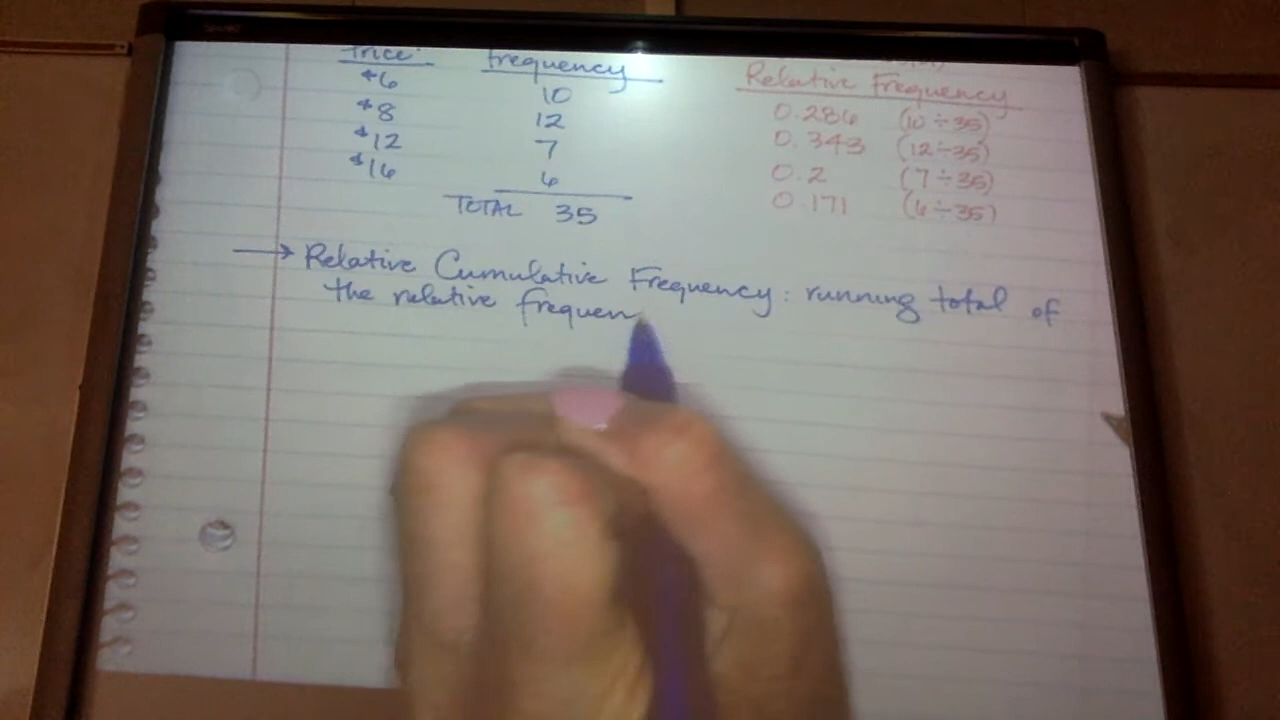 Price Frequency Relative Frequency
$6 10 0.286 (10÷35)
$8 12 0.343 (12÷35)
$12 7 0.2 (7÷35)
$16 6 0.171 (6÷35)
TOTAL 35
→ Relative Cumulative Frequency: running total of
the relative frequen